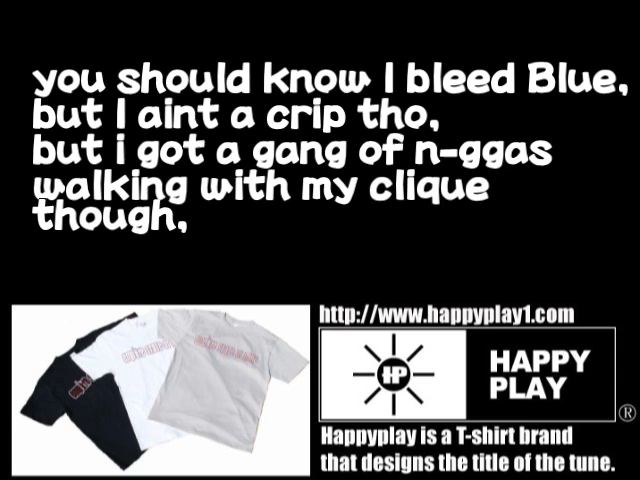 you should know I bleed Blue,
but I aint a crip tho,
but i got a gang of n-ggas
walking with my clique
though,
http://www.happyplay1.com
HP
HAPPY
PLAY
®
Happyplay is a T-shirt brand
that designs the title of the tune.